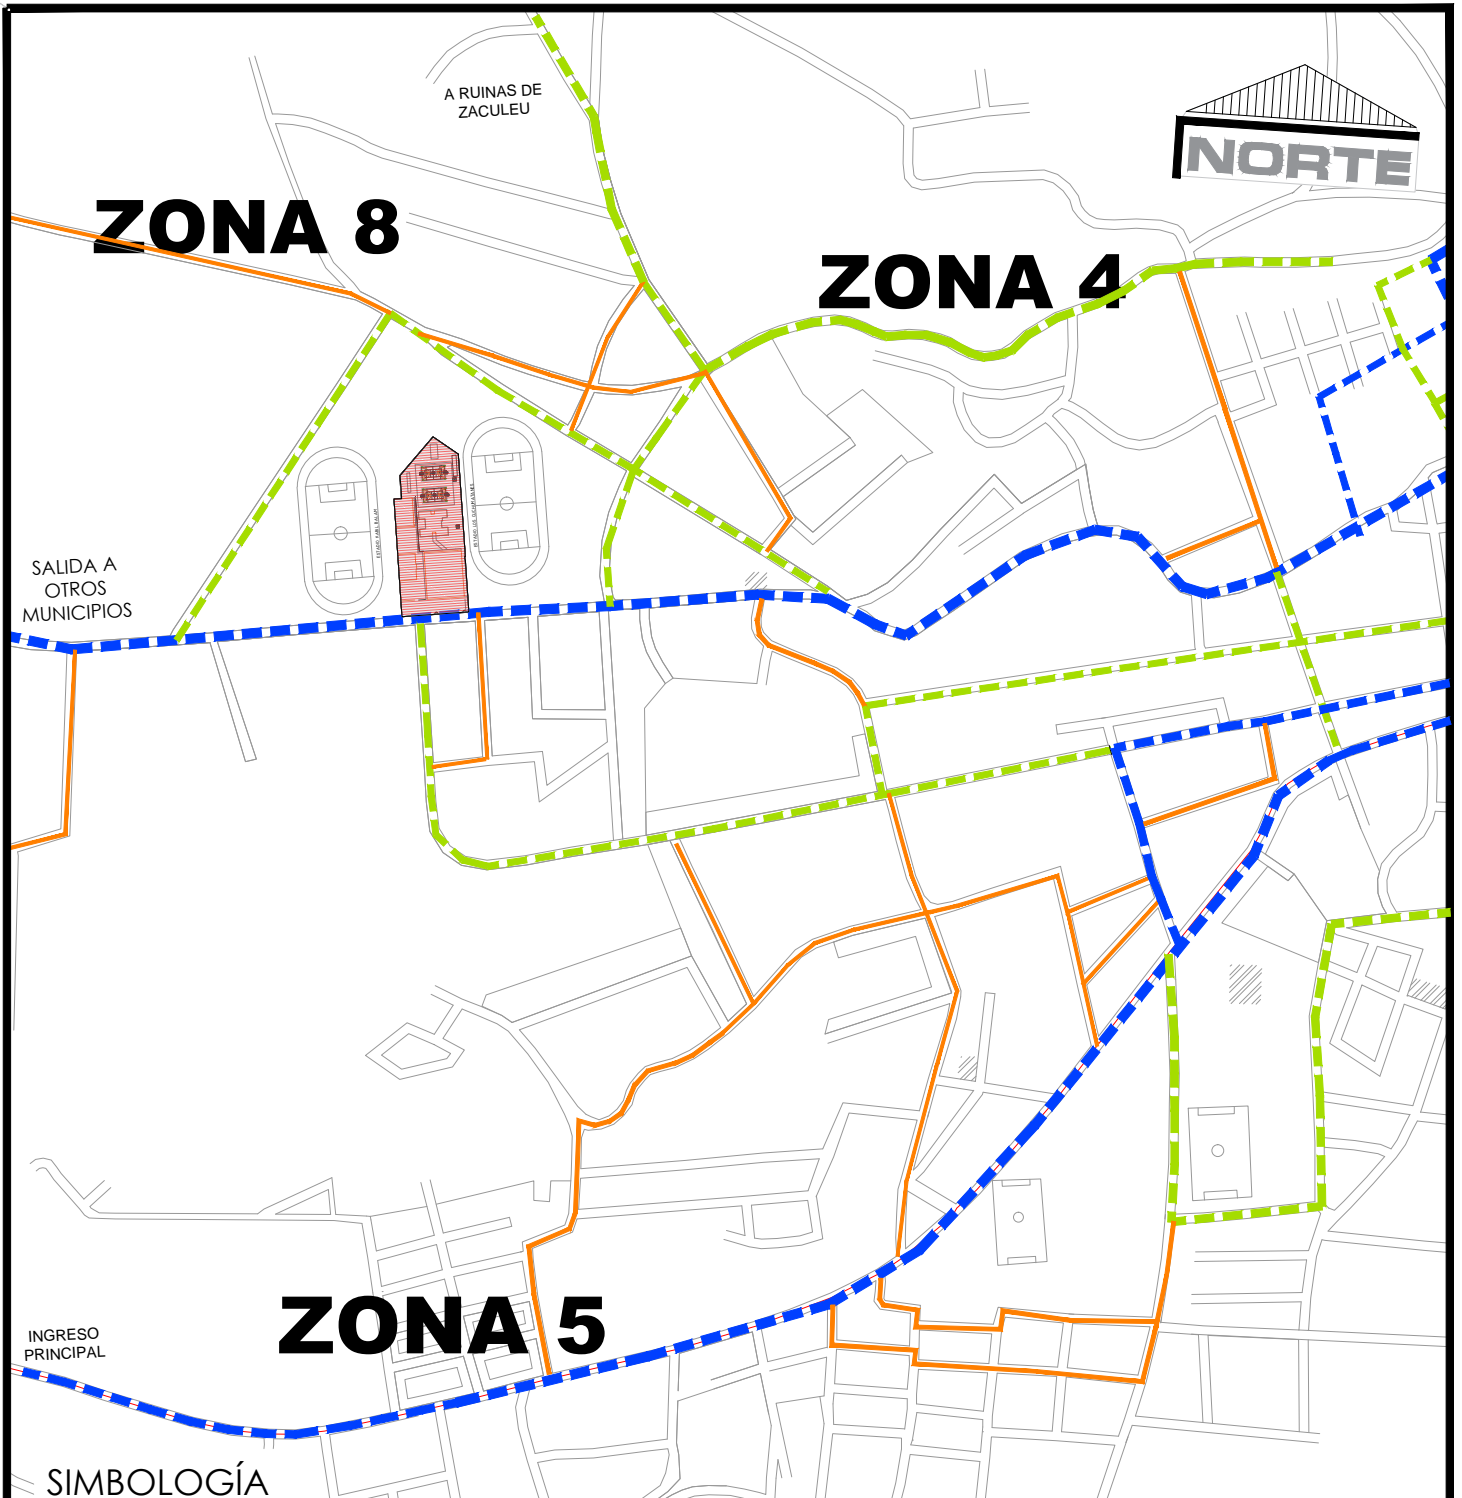 A RUINAS DE
ZACULEU
NORTE
ZONA 8
ZONA 4
SALIDA A
OTROS
MUNICIPIOS
ZONA 5
INGRESO
PRINCIPAL
SIMBOLOGÍA